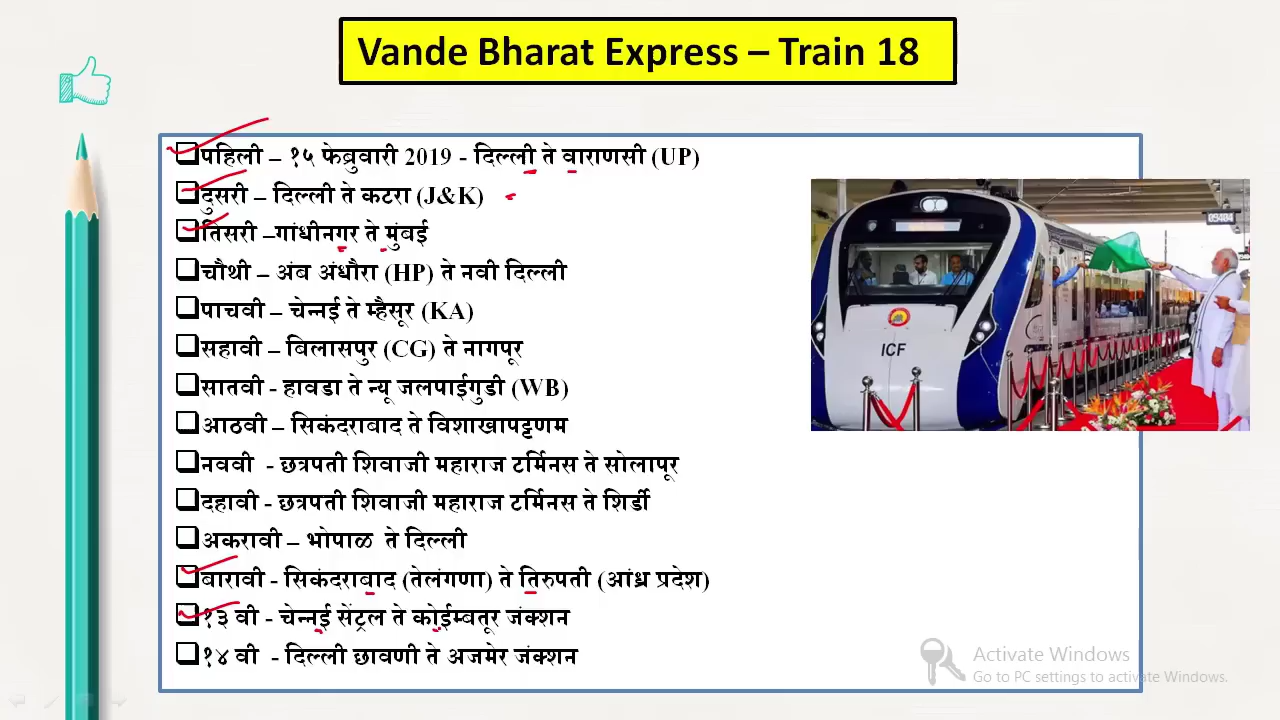 Vande Bharat Express – Train 18
पहिली – १५ फेब्रुवारी 2019 - दिल्ली ते वाराणसी (UP)
दुसरी – दिल्ली ते कटरा (J&K)
तिसरी –गांधीनगर ते मुंबई
चौथी – अंब अंधौरा (HP) ते नवी दिल्ली
पाचवी – चेन्नई ते म्हैसूर (KA)
सहावी – बिलासपुर (CG) ते नागपूर
सातवी - हावडा ते न्यू जलपाईगुडी (WB)
आठवी – सिकंदराबाद ते विशाखापट्टणम
नववी - छत्रपती शिवाजी महाराज टर्मिनस ते सोलापूर
दहावी - छत्रपती शिवाजी महाराज टर्मिनस ते शिर्डी
अकरावी – भोपाळ ते दिल्ली
बारावी - सिकंदराबाद (तेलंगणा) ते तिरुपती (आंध्र प्रदेश)
१३ वी - चेन्नई सेंट्रल ते कोईम्बतूर जंक्शन
१४ वी - दिल्ली छावणी ते अजमेर जंक्शन
ICF
09404
Activate Windows
Go to PC settings to activate Windows.